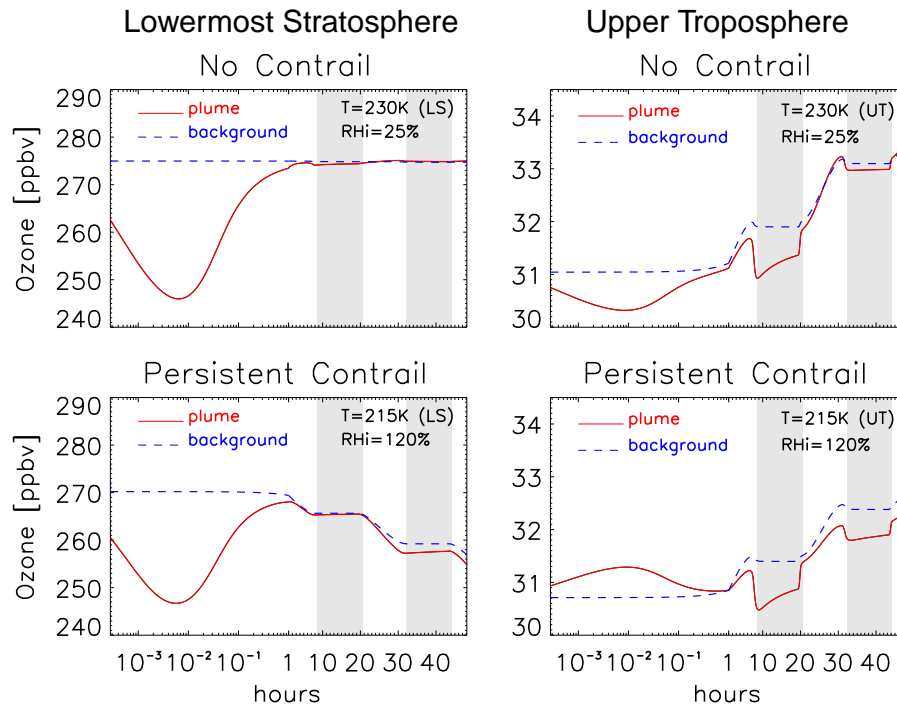 Lowermost Stratosphere
Upper Troposphere
No Contrail
No Contrail
Ozone [ppbv]
290
280
270
260
250
240
plume
background
T=230K (LS)
RHi=25%
34
33
32
31
30
plume
background
T=230K (UT)
RHi=25%
Persistent Contrail
Persistent Contrail
Ozone [ppbv]
290
280
270
260
250
240
plume
background
T=215K (LS)
RHi=120%
34
33
32
31
30
plume
background
T=215K (UT)
RHi=120%
10⁻³ 10⁻² 10⁻¹ 1 10 20 30 40
hours
10⁻³ 10⁻² 10⁻¹ 1 10 20 30 40
hours